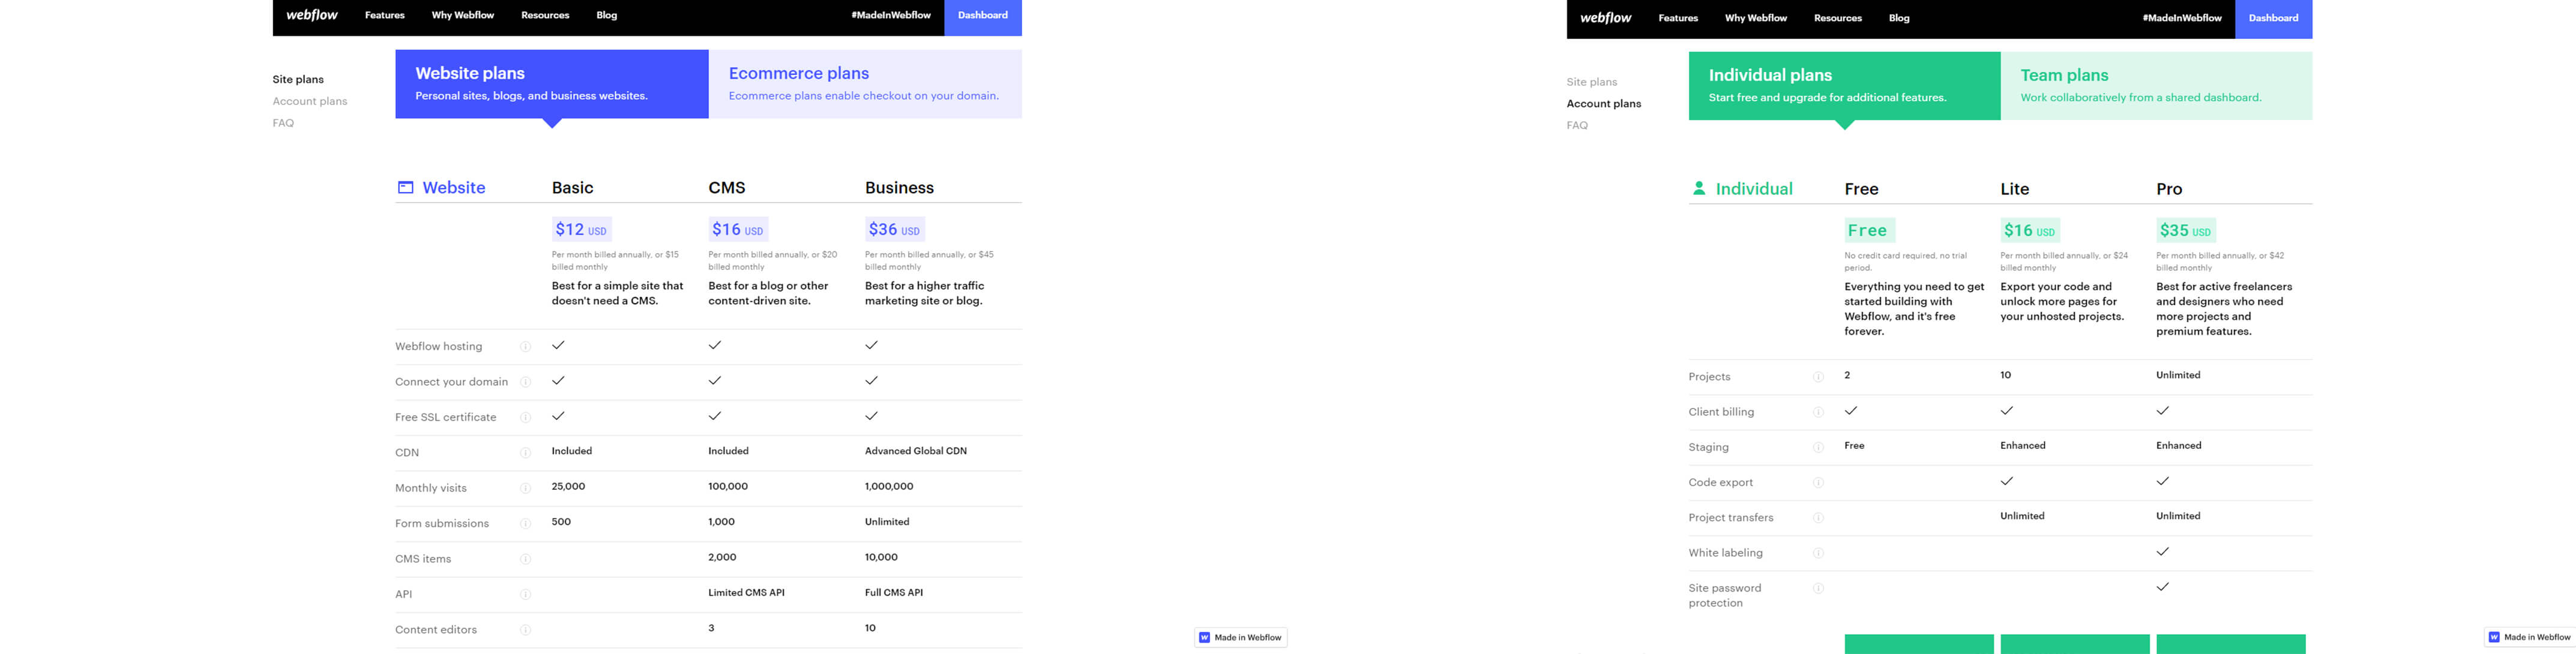 webflow Features Why Webflow Resources Blog #MadeInWebflow Dashboard
Site plans
Account plans
FAQ
Website plans
Personal sites, blogs, and business websites.
Ecommerce plans
Ecommerce plans enable checkout on your domain.
Website Basic CMS Business
$12 USD $16 USD $36 USD
Per month billed annually, or $15
billed monthly
Per month billed annually, or $20
billed monthly
Per month billed annually, or $45
billed monthly
Best for a simple site that
doesn't need a CMS.
Best for a blog or other
content-driven site.
Best for a higher traffic
marketing site or blog.
Webflow hosting
Connect your domain
Free SSL certificate
CDN Included Included Advanced Global CDN
Monthly visits 25,000 100,000 1,000,000
Form submissions 500 1,000 Unlimited
CMS items 2,000 10,000
API Limited CMS API Full CMS API
Content editors 3 10
Made in Webflow
webflow Features Why Webflow Resources Blog #MadeInWebflow Dashboard
Site plans
Account plans
FAQ
Individual plans
Start free and upgrade for additional features.
Team plans
Work collaboratively from a shared dashboard.
Individual Free Lite Pro
Free $16 USD $35 USD
No credit card required, no trial
period.
Per month billed annually, or $24
billed monthly
Per month billed annually, or $42
billed monthly
Everything you need to get
started building with
Webflow, and it's free
forever.
Export your code and
unlock more pages for
your unhosted projects.
Best for active freelancers
and designers who need
more projects and
premium features.
Projects 2 10 Unlimited
Client billing
Staging Free Enhanced Enhanced
Code export
Project transfers Unlimited Unlimited
White labeling
Site password
protection
Made in Webflow